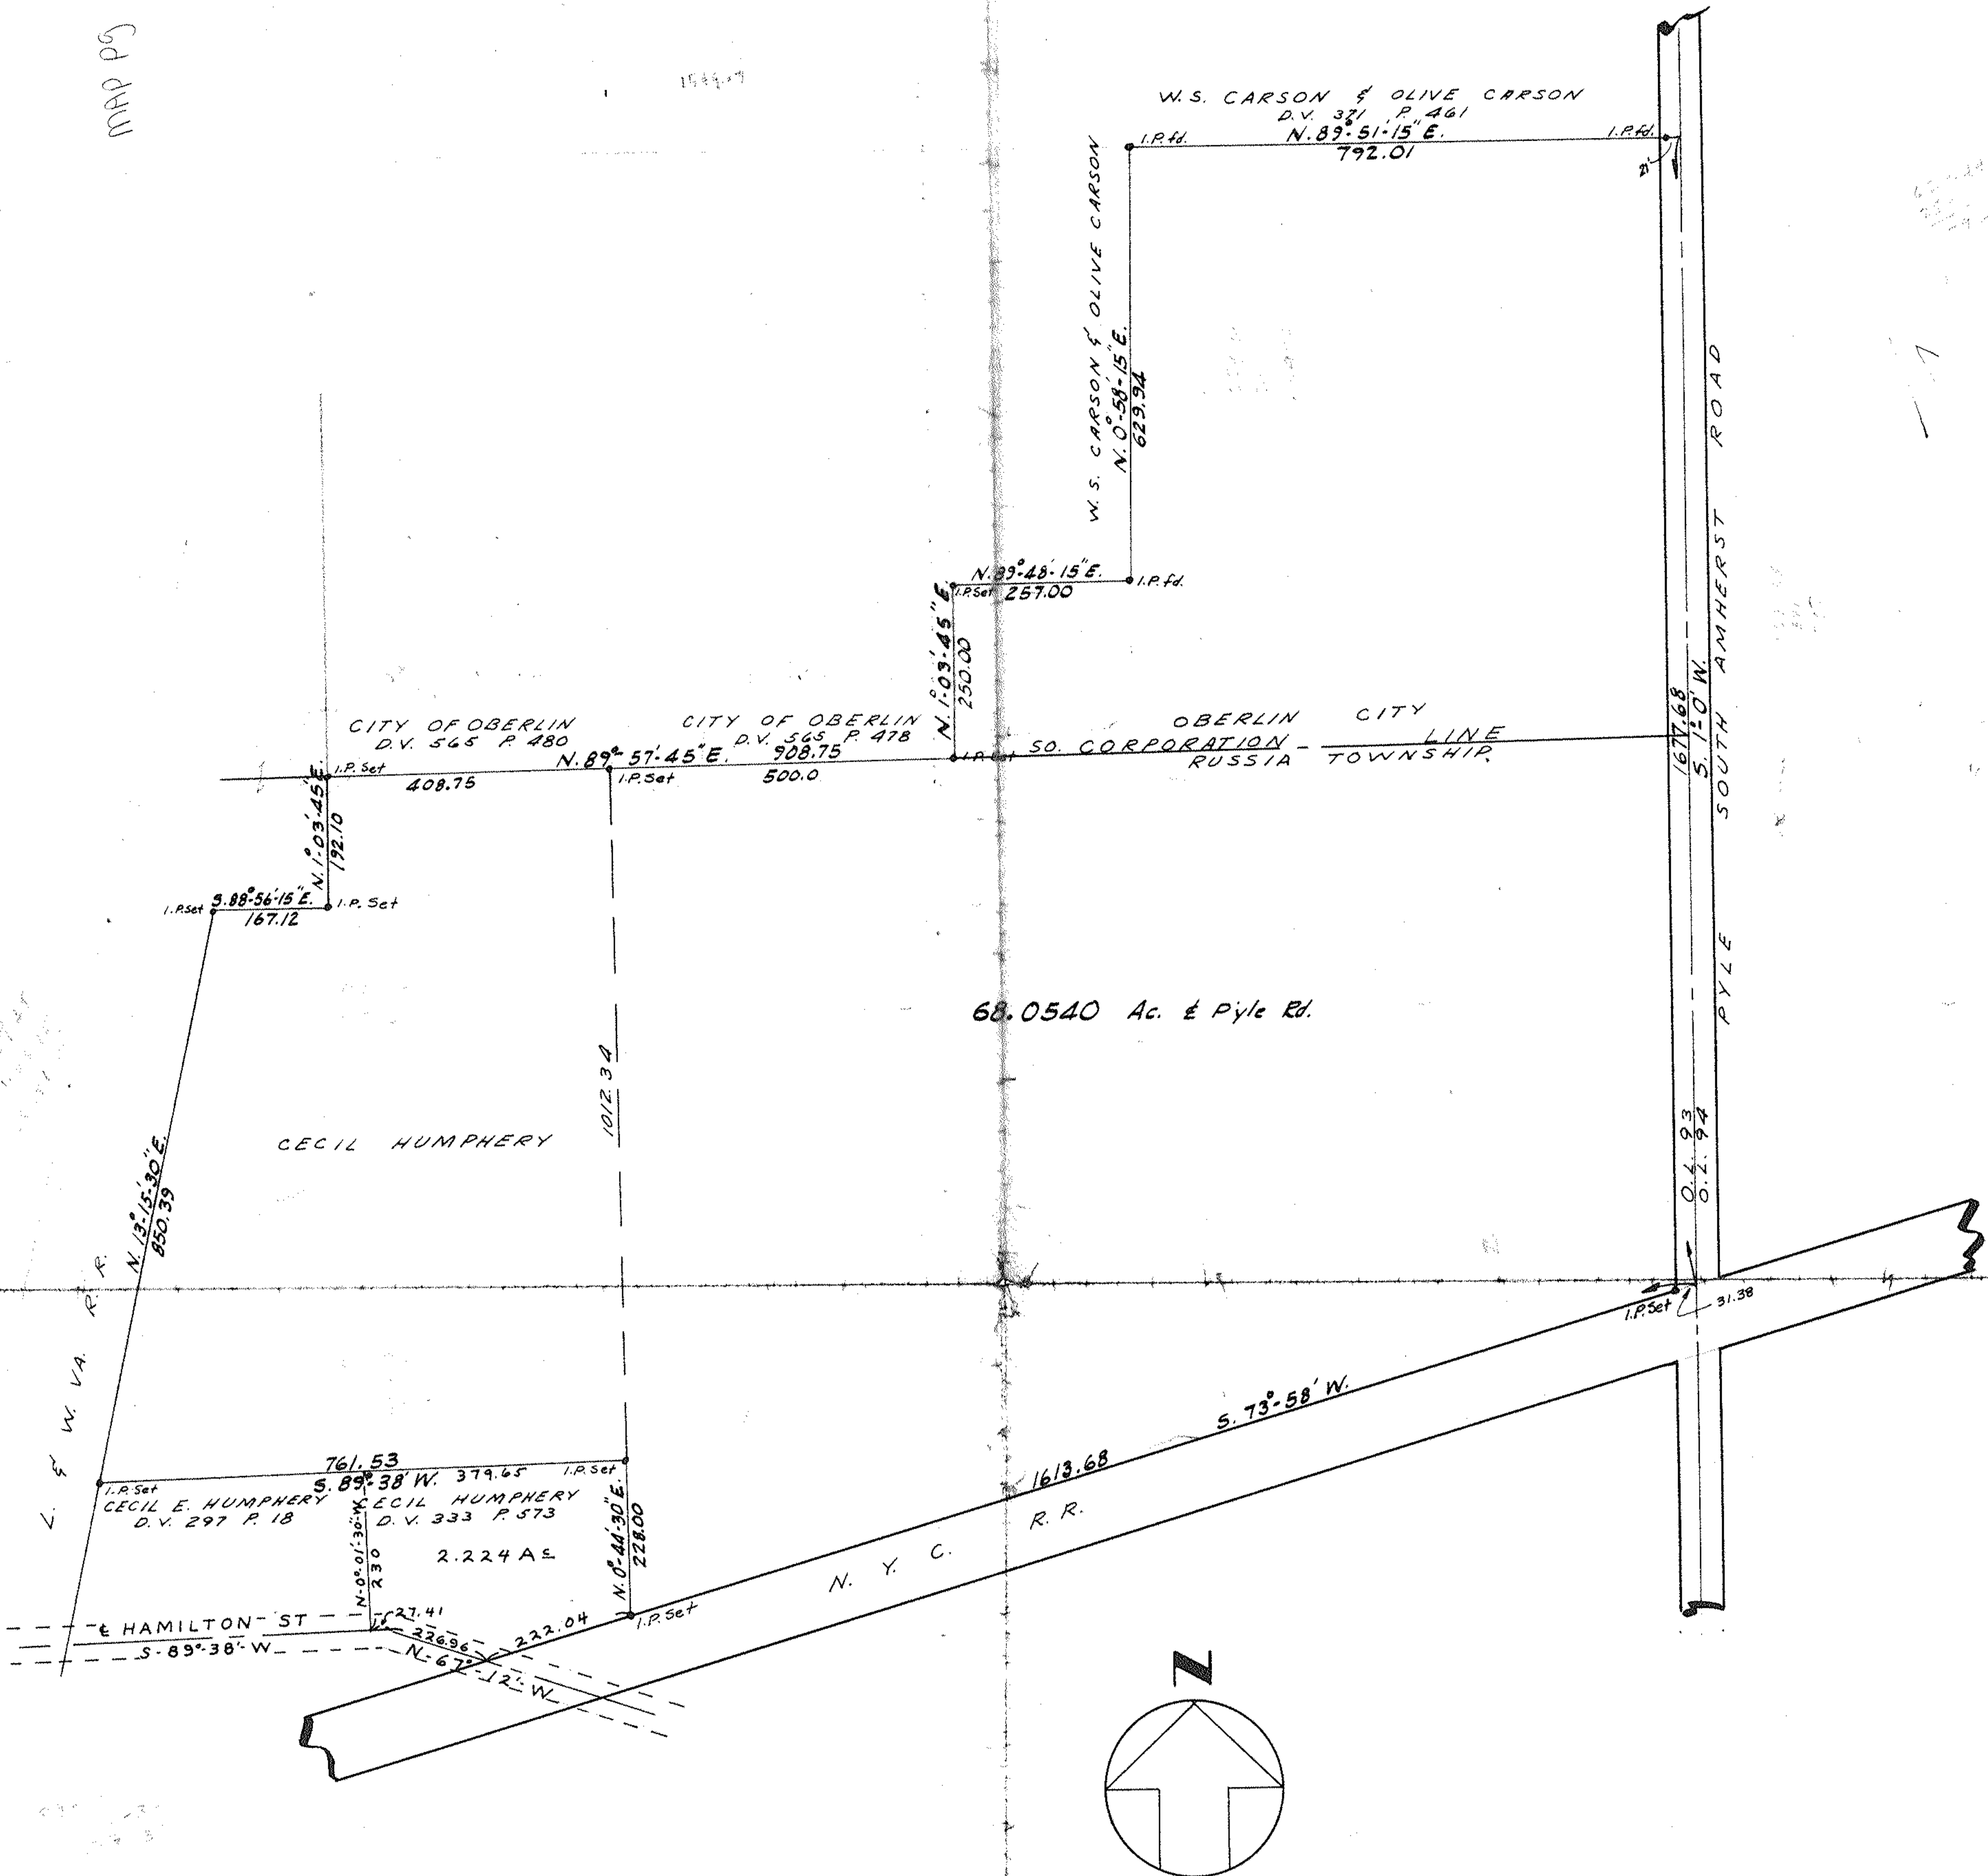 MAP pg
W.S. CARSON & OLIVE CARSON
D.V. 371 P. 461
N. 89°-51'-15" E.
792.01
I.P. fd.
I.P. fd.
21'
W.S. CARSON & OLIVE CARSON
N. 0°-58'-15" E.
629.94
N. 89°-48'-15" E.
257.00
I.P. Set
I.P. fd.
N. 1°-03'-45" E.
250.00
CITY OF OBERLIN
D.V. 565 P. 480
CITY OF OBERLIN
D.V. 565 P. 478
N. 89°-57'-45" E. 908.75
I.P. Set
408.75
I.P. Set
500.0
I.P. Set
OBERLIN CITY
SO. CORPORATION - LINE
RUSSIA TOWNSHIP.
1677.68
S. 1°-0' W.
PYLE SOUTH AMHERST ROAD
N. 1°-03'-45" E.
192.10
I.P. Set
S. 88°-56'-15" E.
167.12
I.P. Set
68.0540 Ac. ℄ Pyle Rd.
1012.34
CECIL HUMPHERY
N. 13°-15'-30" E.
850.39
L. & W. VA. R. R.
O.L. 93
O.L. 94
I.P. Set
31.38
S. 73°-58' W.
1613.68
N. Y. C. R. R.
761.53
S. 89°-38' W. 379.65
I.P. Set
I.P. Set
CECIL E. HUMPHERY
D.V. 297 P. 18
CECIL HUMPHERY
D.V. 333 P. 573
2.224 Ac
N-0°-01'-30"-W
230
N. 0°-44'-30" E.
228.00
I.P. Set
℄ HAMILTON ST
S-89°-38'-W
27.41
226.96
N-67°-12'-W
222.04
N